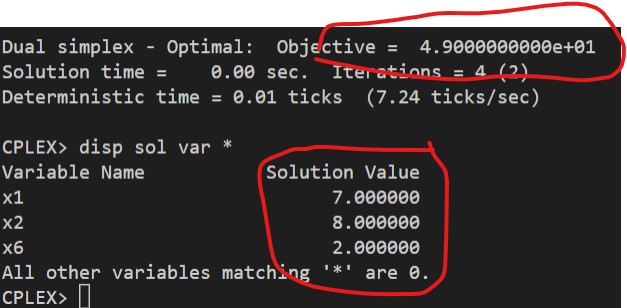 Dual simplex - Optimal:  Objective =  4.9000000000e+01
Solution time =    0.00 sec.  Iterations = 4 (2)
Deterministic time = 0.01 ticks  (7.24 ticks/sec)
CPLEX> disp sol var *
Variable Name           Solution Value
x1                            7.000000
x2                            8.000000
x6                            2.000000
All other variables matching '*' are 0.
CPLEX>